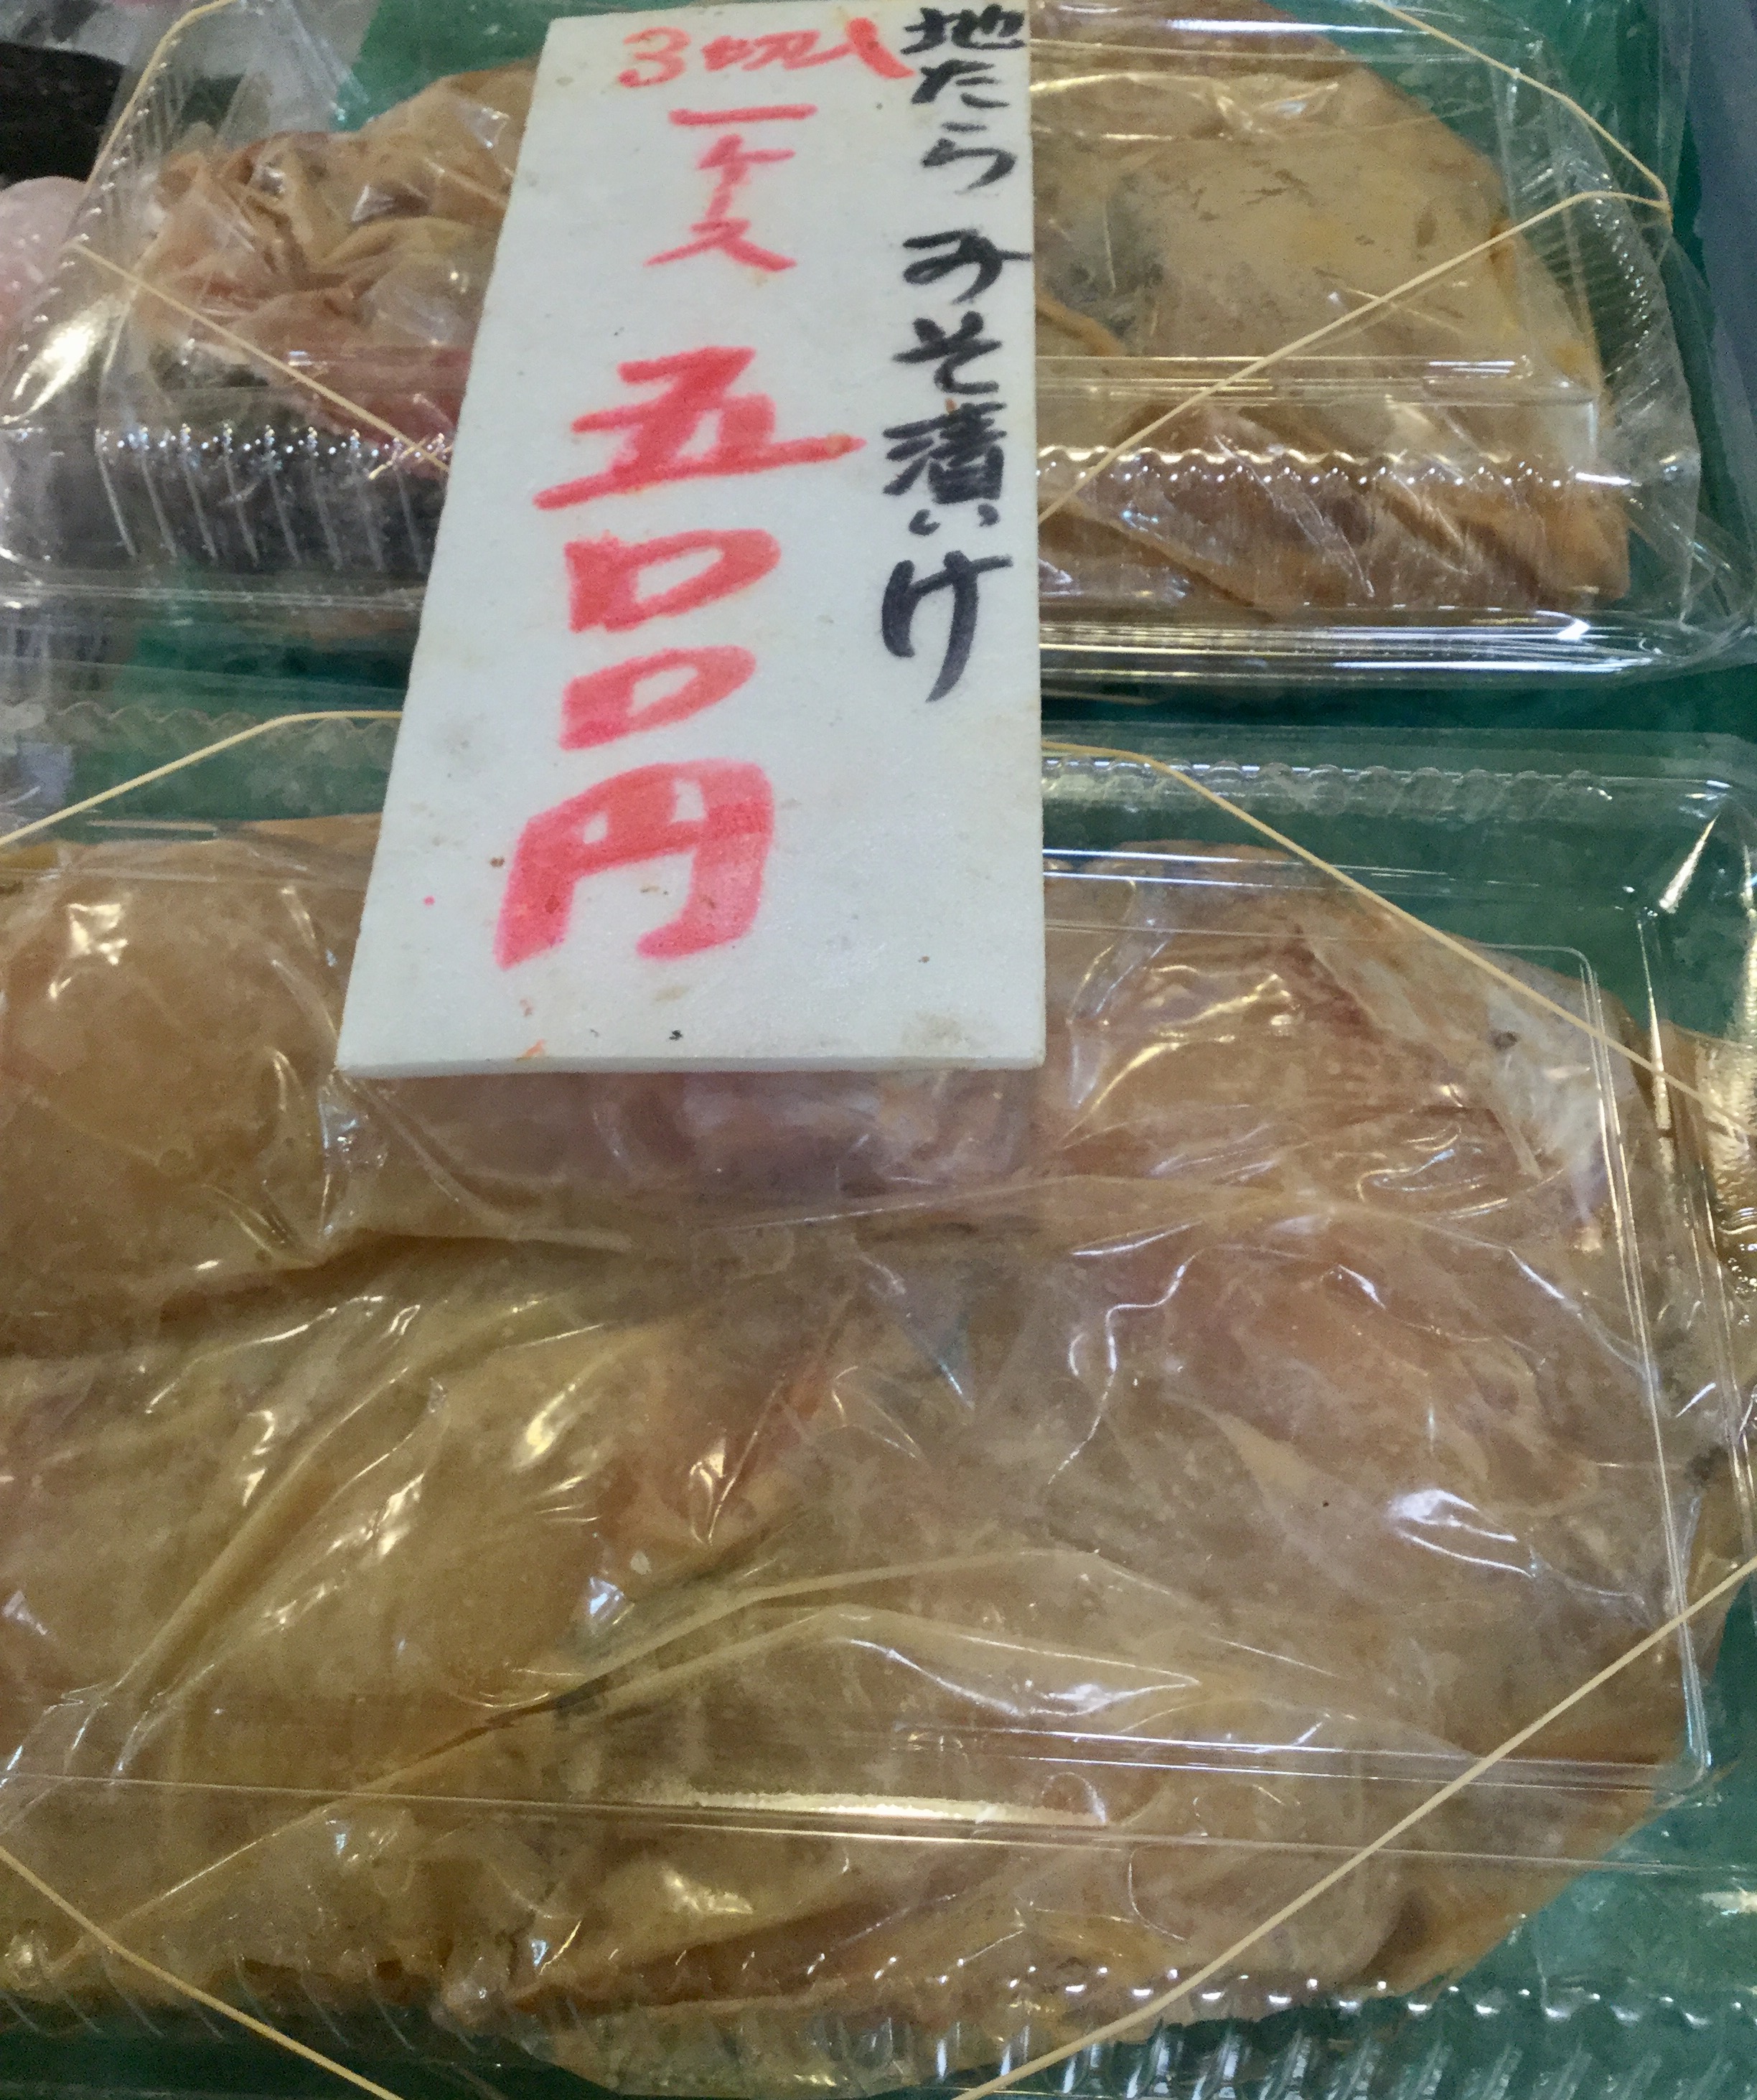 地たらみそ漬け
3切入
一ケース
五〇〇円